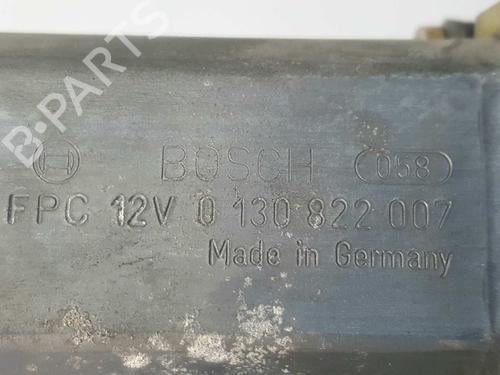 B-PARTS
BOSCH 058
FPC 12V 0 130 822 007
Made in Germany